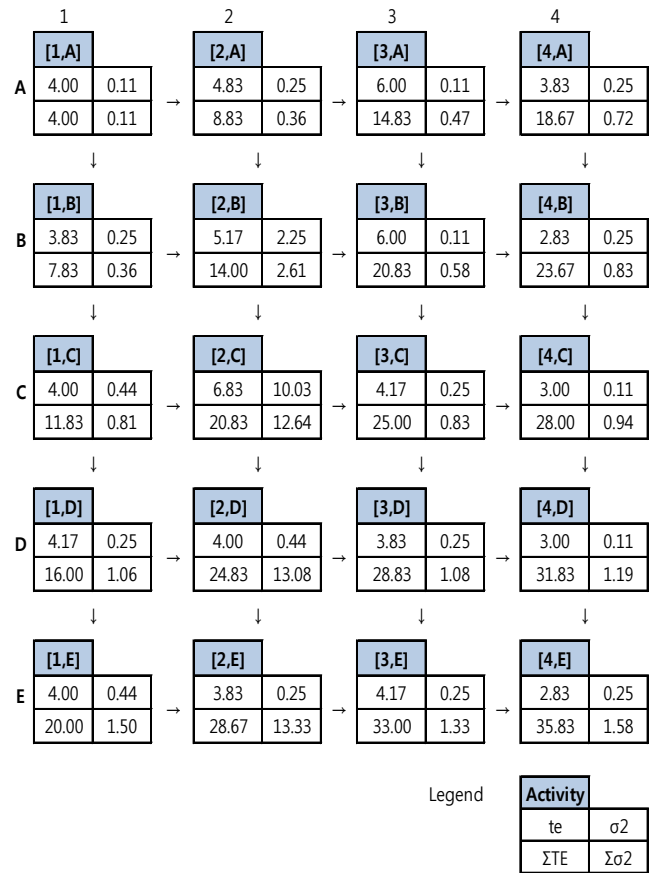 1 2 3 4
[1,A] [2,A] [3,A] [4,A]
A 4.00 0.11 → 4.83 0.25 → 6.00 0.11 → 3.83 0.25
4.00 0.11 8.83 0.36 14.83 0.47 18.67 0.72
↓ ↓ ↓ ↓
[1,B] [2,B] [3,B] [4,B]
B 3.83 0.25 → 5.17 2.25 → 6.00 0.11 → 2.83 0.25
7.83 0.36 14.00 2.61 20.83 0.58 23.67 0.83
↓ ↓ ↓ ↓
[1,C] [2,C] [3,C] [4,C]
C 4.00 0.44 → 6.83 10.03 → 4.17 0.25 → 3.00 0.11
11.83 0.81 20.83 12.64 25.00 0.83 28.00 0.94
↓ ↓ ↓ ↓
[1,D] [2,D] [3,D] [4,D]
D 4.17 0.25 → 4.00 0.44 → 3.83 0.25 → 3.00 0.11
16.00 1.06 24.83 13.08 28.83 1.08 31.83 1.19
↓ ↓ ↓ ↓
[1,E] [2,E] [3,E] [4,E]
E 4.00 0.44 → 3.83 0.25 → 4.17 0.25 → 2.83 0.25
20.00 1.50 28.67 13.33 33.00 1.33 35.83 1.58
Legend Activity
te σ2
ΣTE Σσ2